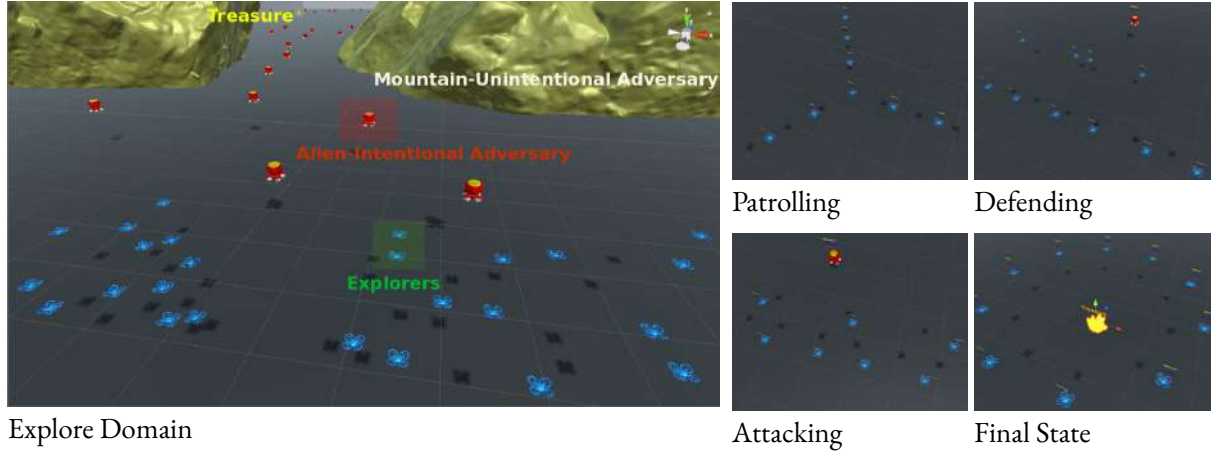 Treasure
Mountain-Unintentional Adversary
Alien-Intentional Adversary
Explorers
Explore Domain
Patrolling
Defending
Attacking
Final State